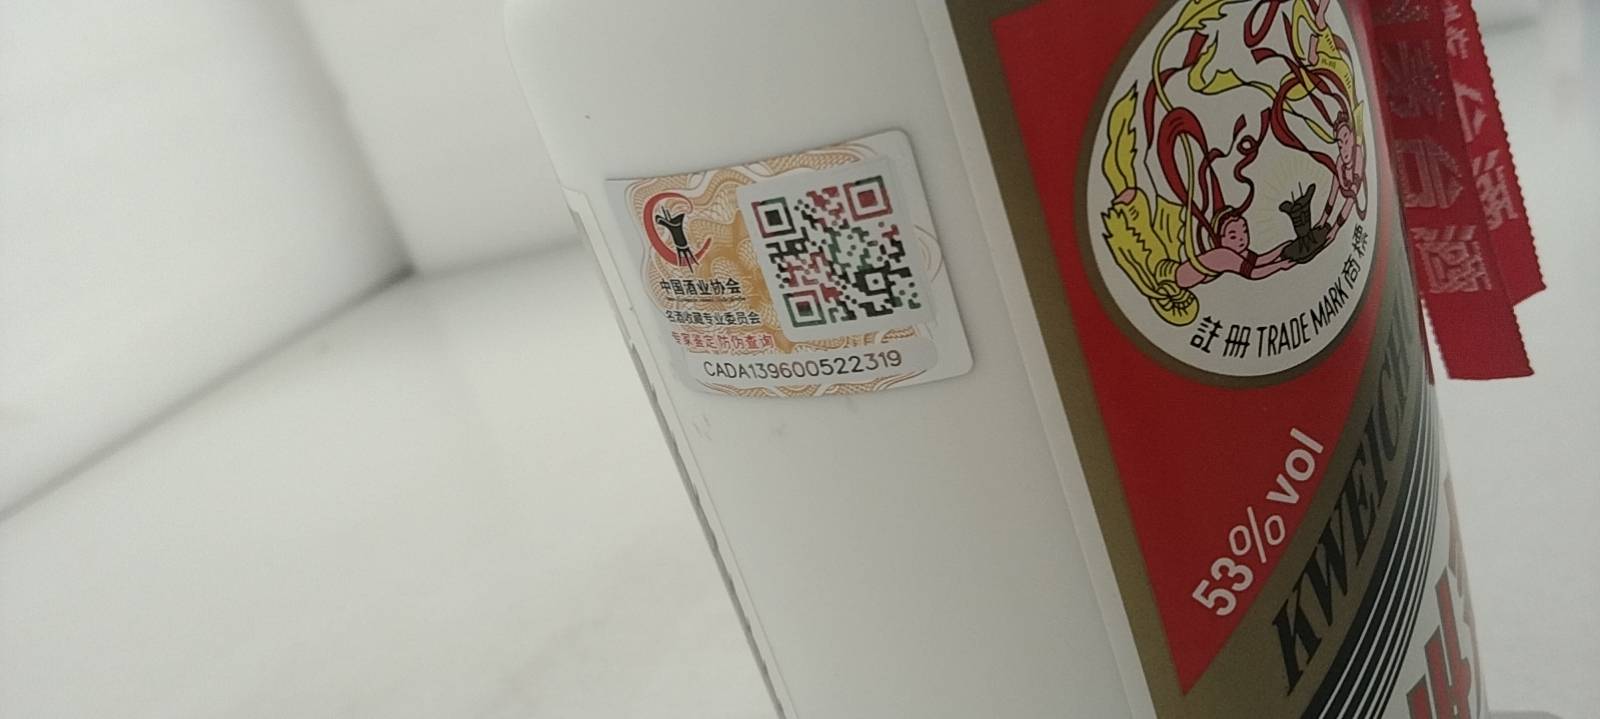 中国酒业协会
名酒收藏专业委员会
专家鉴定防伪查询
CADA139600522319
註冊 TRADE MARK 商標
53% vol
KWEICH